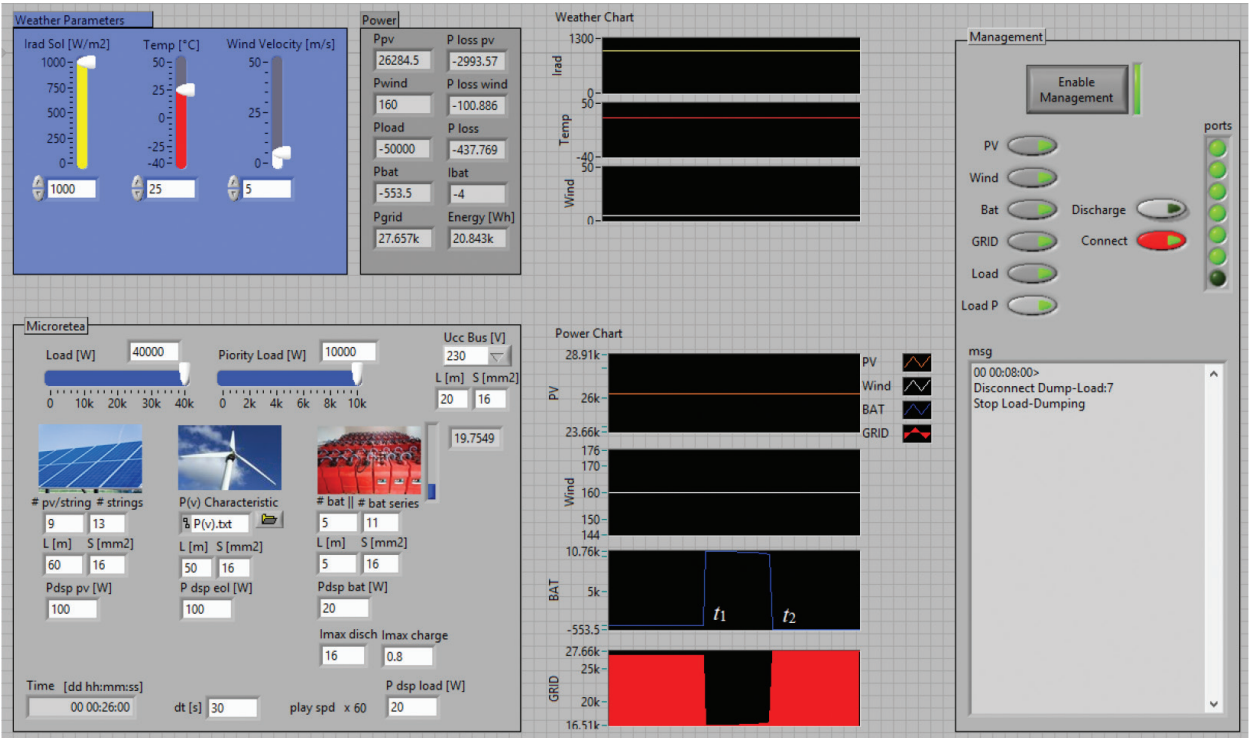 Weather Parameters
Irad Sol [W/m2]
Temp [°C]
Wind Velocity [m/s]
1000
750
500
250
0
50
25
0
-25
-40
50
25
0
1000
25
5
Power
Ppv
P loss pv
26284.5
-2993.57
Pwind
P loss wind
160
-100.886
Pload
P loss
-50000
-437.769
Pbat
Ibat
-553.5
-4
Pgrid
Energy [Wh]
27.657k
20.843k
Weather Chart
1300
Irad
0
50
Temp
-40
50
Wind
0
Management
Enable
Management
ports
PV
Wind
Bat
Discharge
GRID
Connect
Load
Load P
msg
00 00:08:00>
Disconnect Dump-Load:7
Stop Load-Dumping
Microretea
Load [W]
40000
0 10k 20k 30k 40k
Piority Load [W]
10000
0 2k 4k 6k 8k 10k
Ucc Bus [V]
230
L [m] S [mm2]
20 16
19.7549
# pv/string # strings
9 13
L [m] S [mm2]
60 16
Pdsp pv [W]
100
P(v) Characteristic
P(v).txt
L [m] S [mm2]
50 16
P dsp eol [W]
100
# bat || # bat series
5 11
L [m] S [mm2]
5 16
Pdsp bat [W]
20
Imax disch Imax charge
16 0.8
Time [dd hh:mm:ss]
00 00:26:00
dt [s] 30
play spd x 60
P dsp load [W]
20
Power Chart
28.91k
PV
26k
23.66k
176
170
Wind
160
150
144
10.76k
BAT
5k
-553.5
t1
t2
27.66k
25k
GRID
20k
16.51k
PV
Wind
BAT
GRID